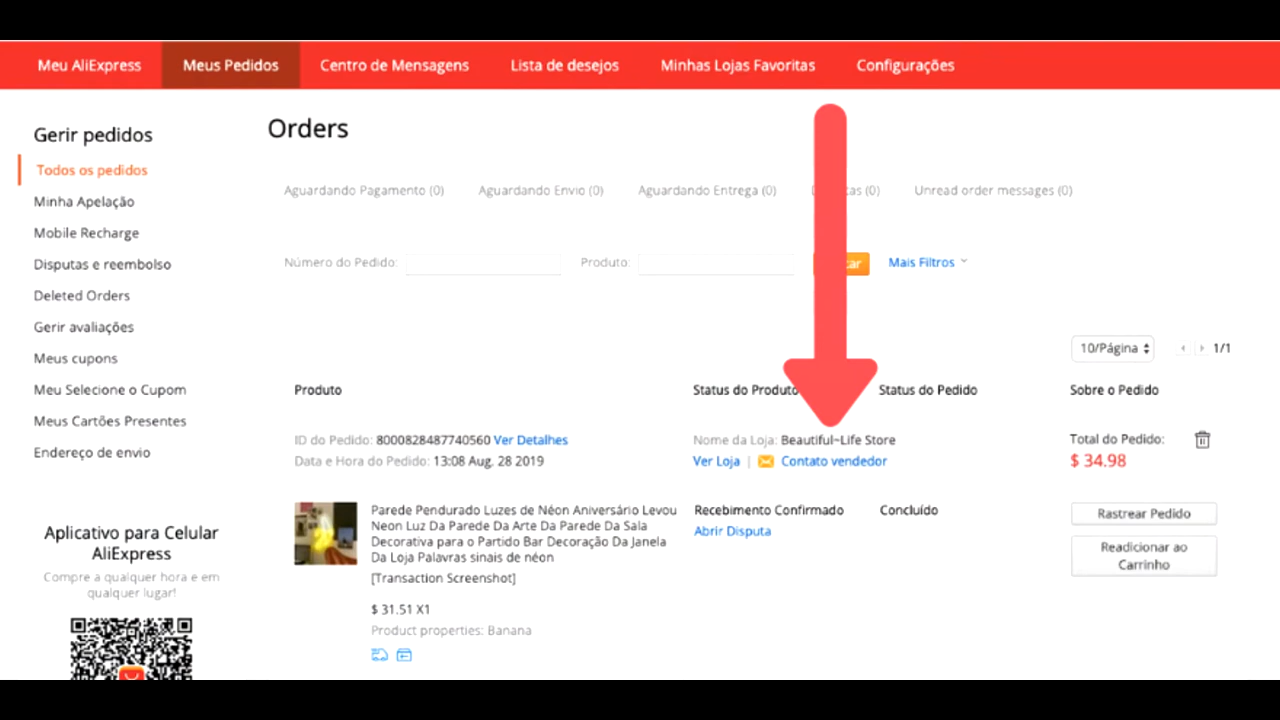 Meu AliExpress Meus Pedidos Centro de Mensagens Lista de desejos Minhas Lojas Favoritas Configurações
Gerir pedidos
Todos os pedidos
Minha Apelação
Mobile Recharge
Disputas e reembolso
Deleted Orders
Gerir avaliações
Meus cupons
Meu Selecione o Cupom
Meus Cartões Presentes
Endereço de envio
Aplicativo para Celular
AliExpress
Compre a qualquer hora e em
qualquer lugar!
Orders
Aguardando Pagamento (0) Aguardando Envio (0) Aguardando Entrega (0) (0) Unread order messages (0)
Número do Pedido: Produto: Mais Filtros
10/Página 1/1
Produto Status do Produto Status do Pedido Sobre o Pedido
ID do Pedido: 8000828487740560 Ver Detalhes Nome da Loja: Beautiful~Life Store Total do Pedido:
Data e Hora do Pedido: 13:08 Aug. 28 2019 Ver Loja | Contato vendedor $ 34.98
Parede Pendurado Luzes de Néon Aniversário Levou
Neon Luz Da Parede Da Arte Da Parede Da Sala
Decorativa para o Partido Bar Decoração Da Janela
Da Loja Palavras sinais de néon
[Transaction Screenshot]
$ 31.51 X1
Product properties: Banana
Recebimento Confirmado Concluído
Abrir Disputa
Rastrear Pedido
Readicionar ao
Carrinho